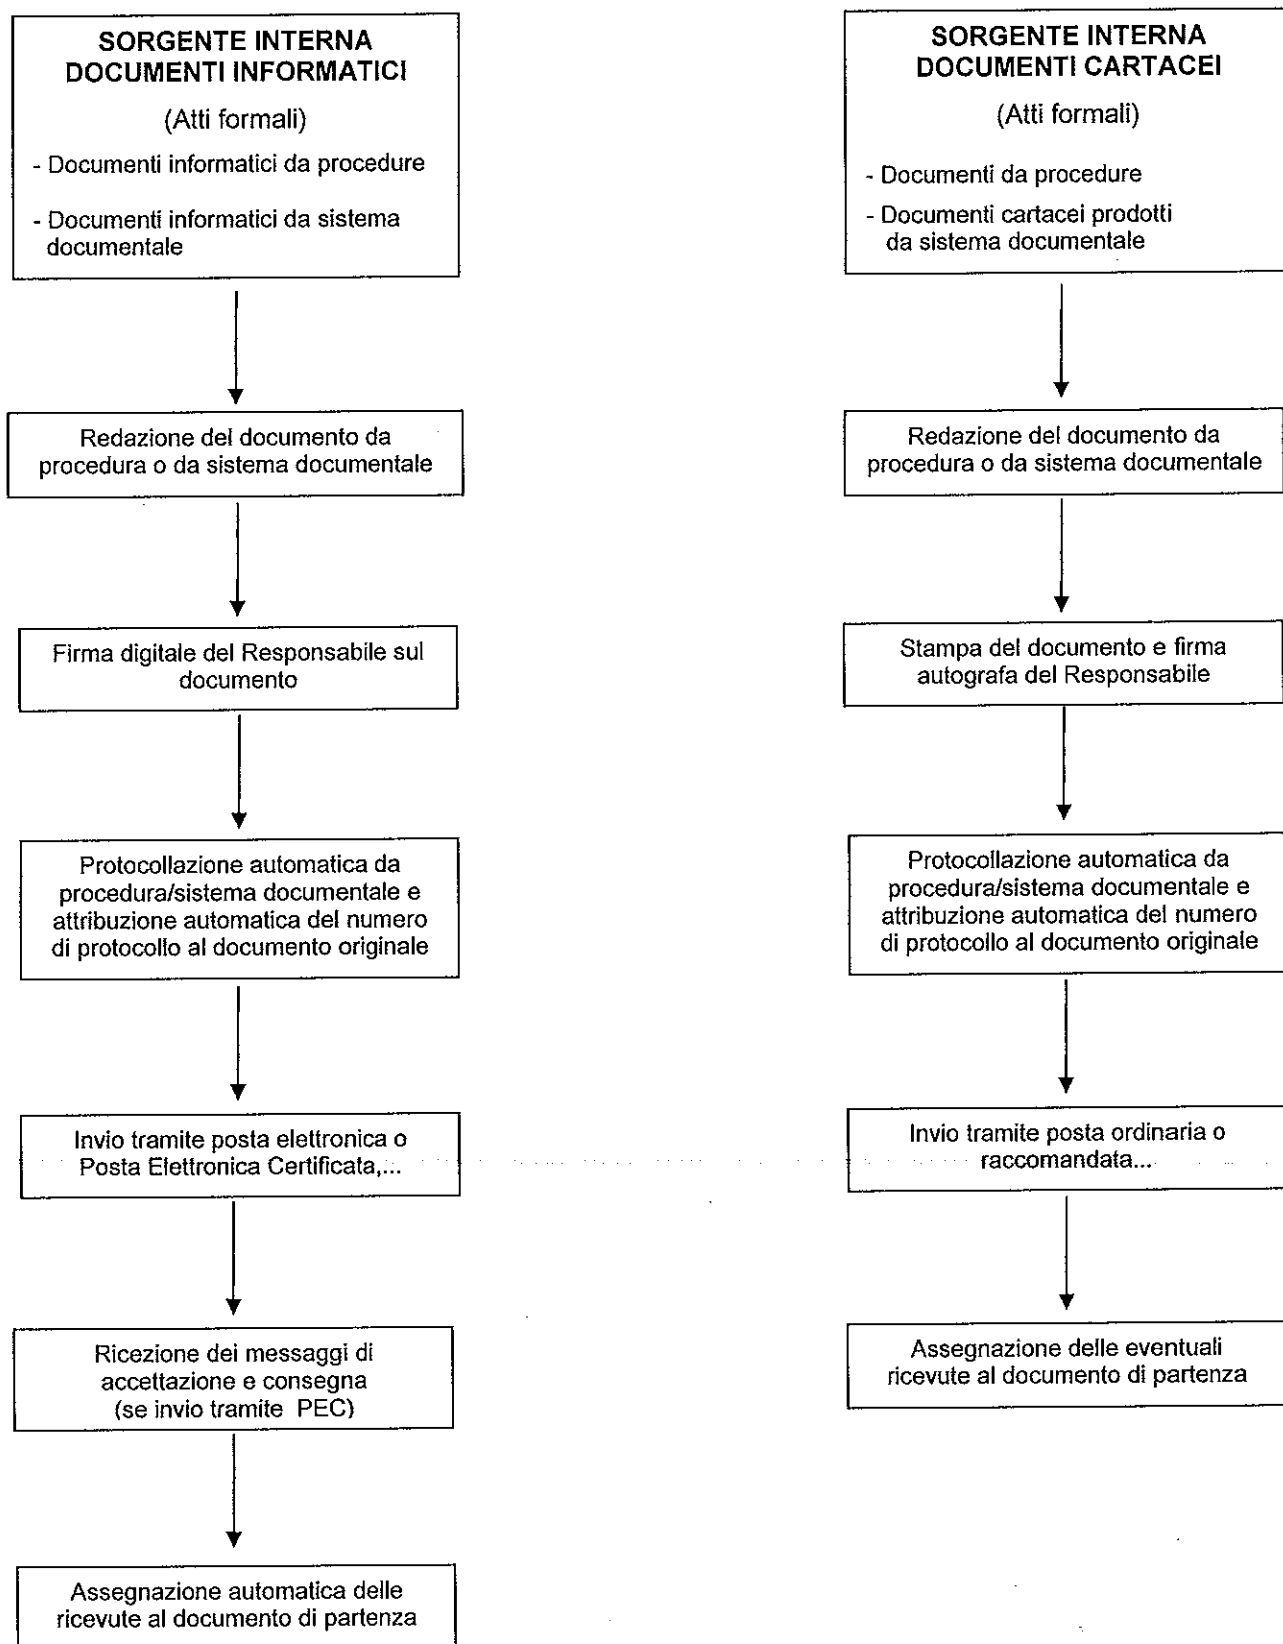 SORGENTE INTERNA
DOCUMENTI INFORMATICI
(Atti formali)
- Documenti informatici da procedure
- Documenti informatici da sistema
documentale
Redazione del documento da
procedura o da sistema documentale
Firma digitale del Responsabile sul
documento
Protocollazione automatica da
procedura/sistema documentale e
attribuzione automatica del numero
di protocollo al documento originale
Invio tramite posta elettronica o
Posta Elettronica Certificata,...
Ricezione dei messaggi di
accettazione e consegna
(se invio tramite PEC)
Assegnazione automatica delle
ricevute al documento di partenza
SORGENTE INTERNA
DOCUMENTI CARTACEI
(Atti formali)
- Documenti da procedure
- Documenti cartacei prodotti
da sistema documentale
Redazione del documento da
procedura o da sistema documentale
Stampa del documento e firma
autografa del Responsabile
Protocollazione automatica da
procedura/sistema documentale e
attribuzione automatica del numero
di protocollo al documento originale
Invio tramite posta ordinaria o
raccomandata...
Assegnazione delle eventuali
ricevute al documento di partenza